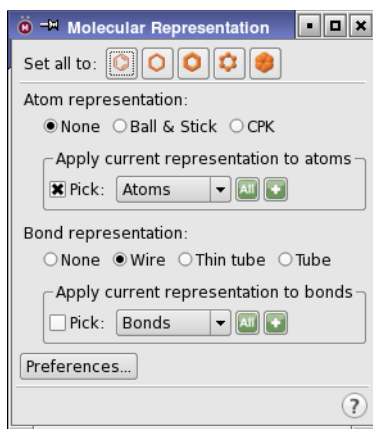 Molecular Representation
Set all to:
Atom representation:
None Ball & Stick CPK
Apply current representation to atoms
Pick: Atoms All +
Bond representation:
None Wire Thin tube Tube
Apply current representation to bonds
Pick: Bonds All +
Preferences...
?